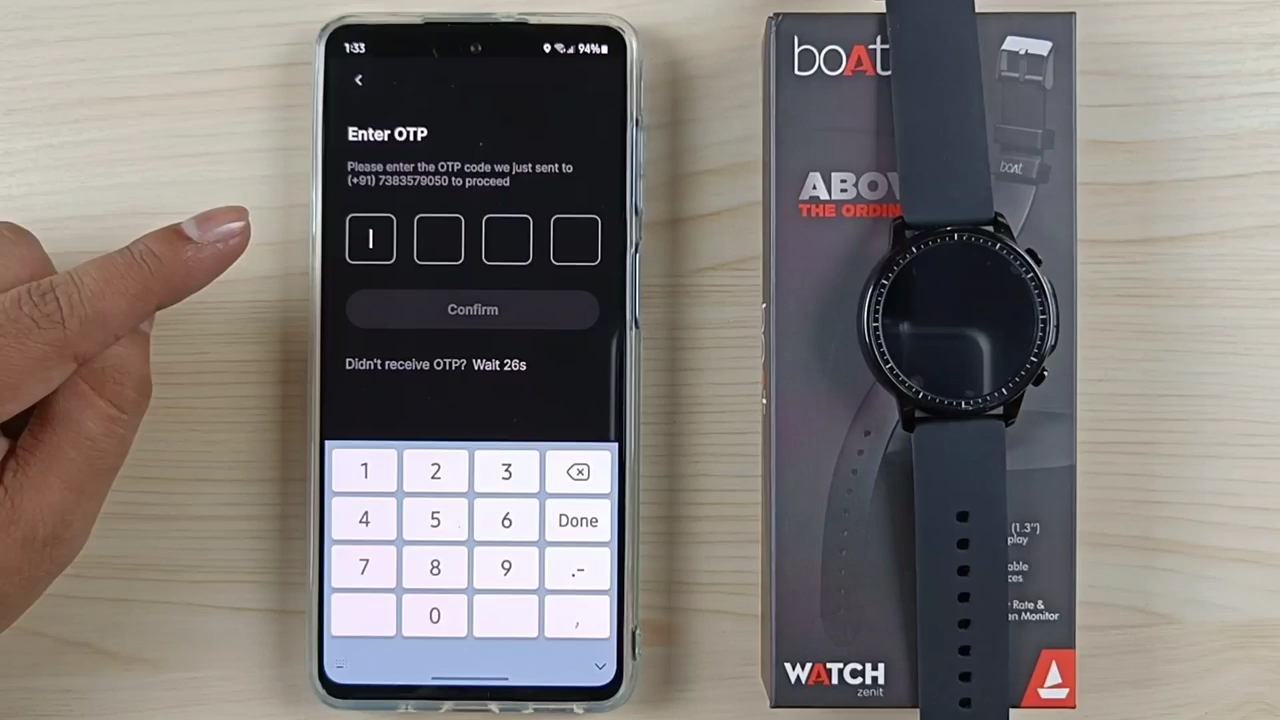 1:33
94%
Enter OTP
Please enter the OTP code we just sent to
(+91) 7383579050 to proceed
Confirm
Didn't receive OTP? Wait 26s
1 2 3
4 5 6 Done
7 8 9 .-
0 ,
boAt
boat
ABOV
THE ORDIN
(1.3")
play
able
ces
Rate &
en Monitor
WATCH
zenit